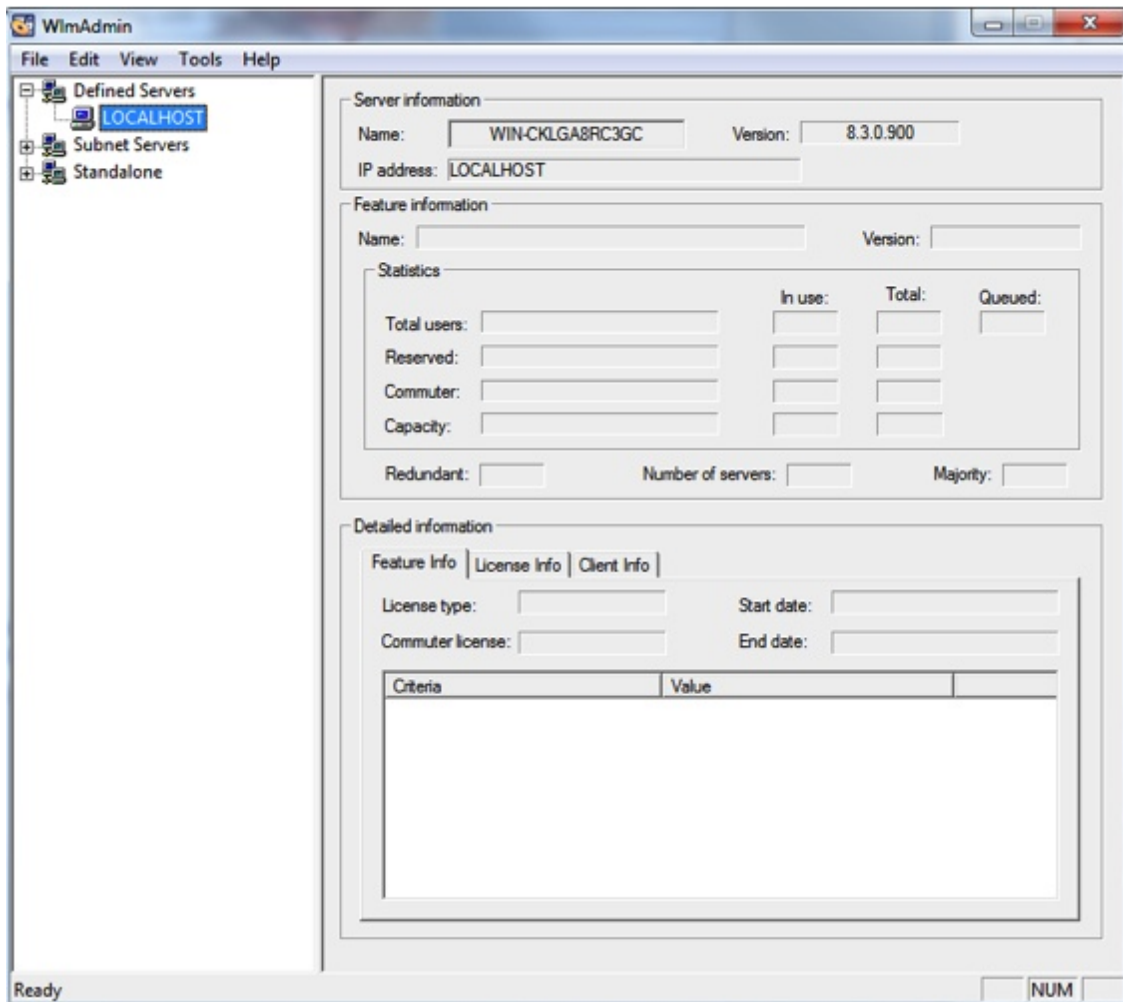 WlmAdmin
File Edit View Tools Help
Defined Servers
LOCALHOST
Subnet Servers
Standalone
Server information
Name: WIN-CKLGA8RC3GC Version: 8.3.0.900
IP address: LOCALHOST
Feature information
Name: Version:
Statistics
In use: Total: Queued:
Total users:
Reserved:
Commuter:
Capacity:
Redundant: Number of servers: Majority:
Detailed information
Feature Info License Info Client Info
License type: Start date:
Commuter license: End date:
Criteria Value
Ready NUM